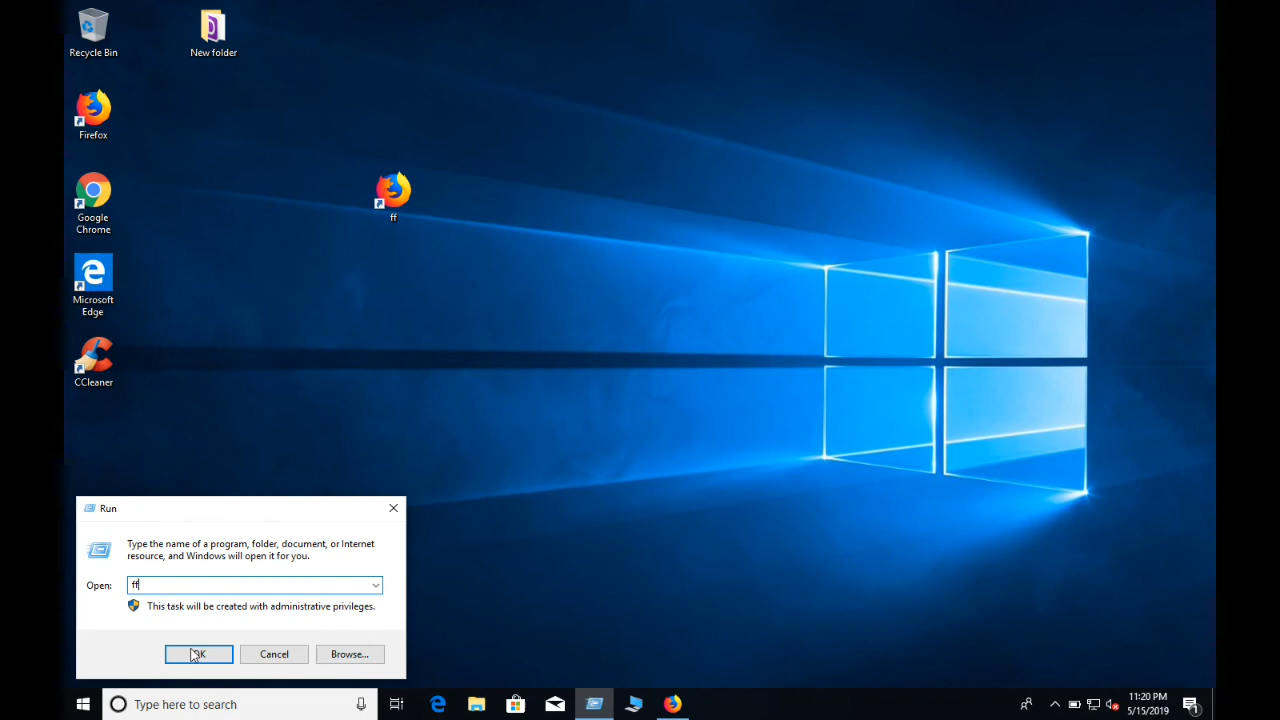 Recycle Bin
New folder
Firefox
ff
Google
Chrome
Microsoft
Edge
CCleaner
Run
Type the name of a program, folder, document, or Internet
resource, and Windows will open it for you.
Open:
ff
This task will be created with administrative privileges.
OK
Cancel
Browse...
Type here to search
11:20 PM
5/15/2019
1